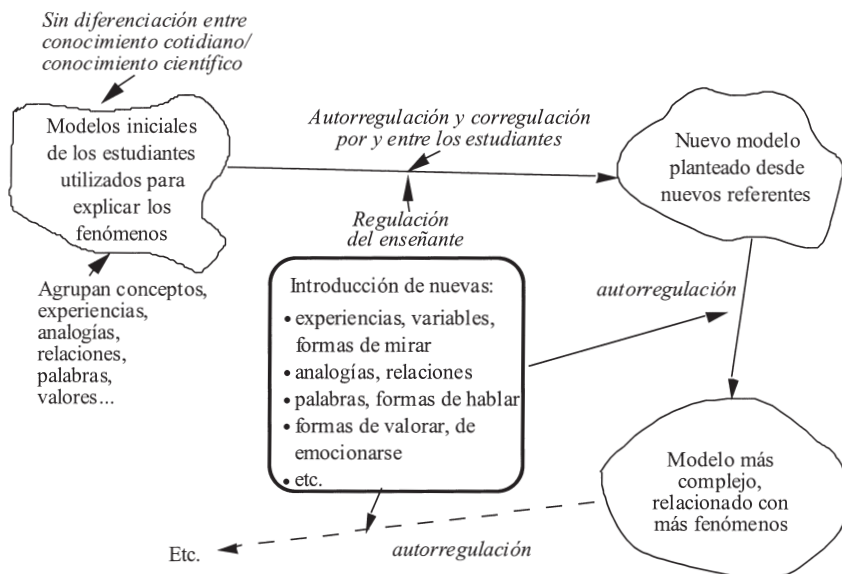 Sin diferenciación entre
conocimiento cotidiano/
conocimiento científico
Modelos iniciales
de los estudiantes
utilizados para
explicar los
fenómenos
Agrupan conceptos,
experiencias,
analogías,
relaciones,
palabras,
valores...
Autorregulación y corregulación
por y entre los estudiantes
Regulación
del enseñante
Introducción de nuevas:
• experiencias, variables,
formas de mirar
• analogías, relaciones
• palabras, formas de hablar
• formas de valorar, de
emocionarse
• etc.
Nuevo modelo
planteado desde
nuevos referentes
autorregulación
Modelo más
complejo,
relacionado con
más fenómenos
autorregulación
Etc.